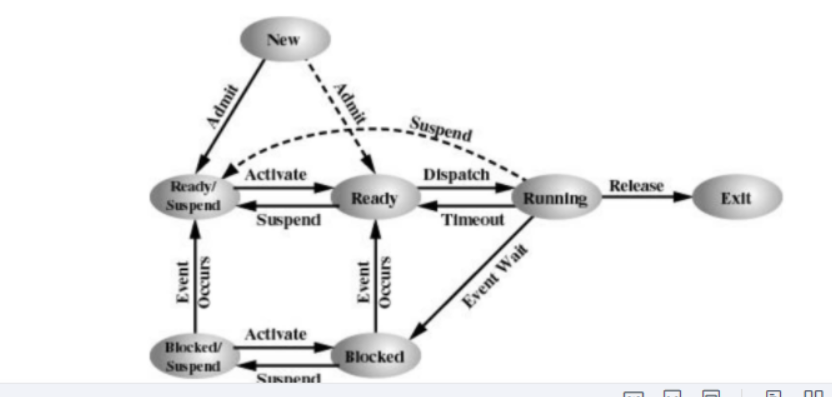 New
Admit
Admit
Suspend
Ready/
Suspend
Activate
Suspend
Ready
Dispatch
Timeout
Running
Release
Exit
Event
Occurs
Event
Occurs
Event Wait
Blocked/
Suspend
Activate
Suspend
Blocked